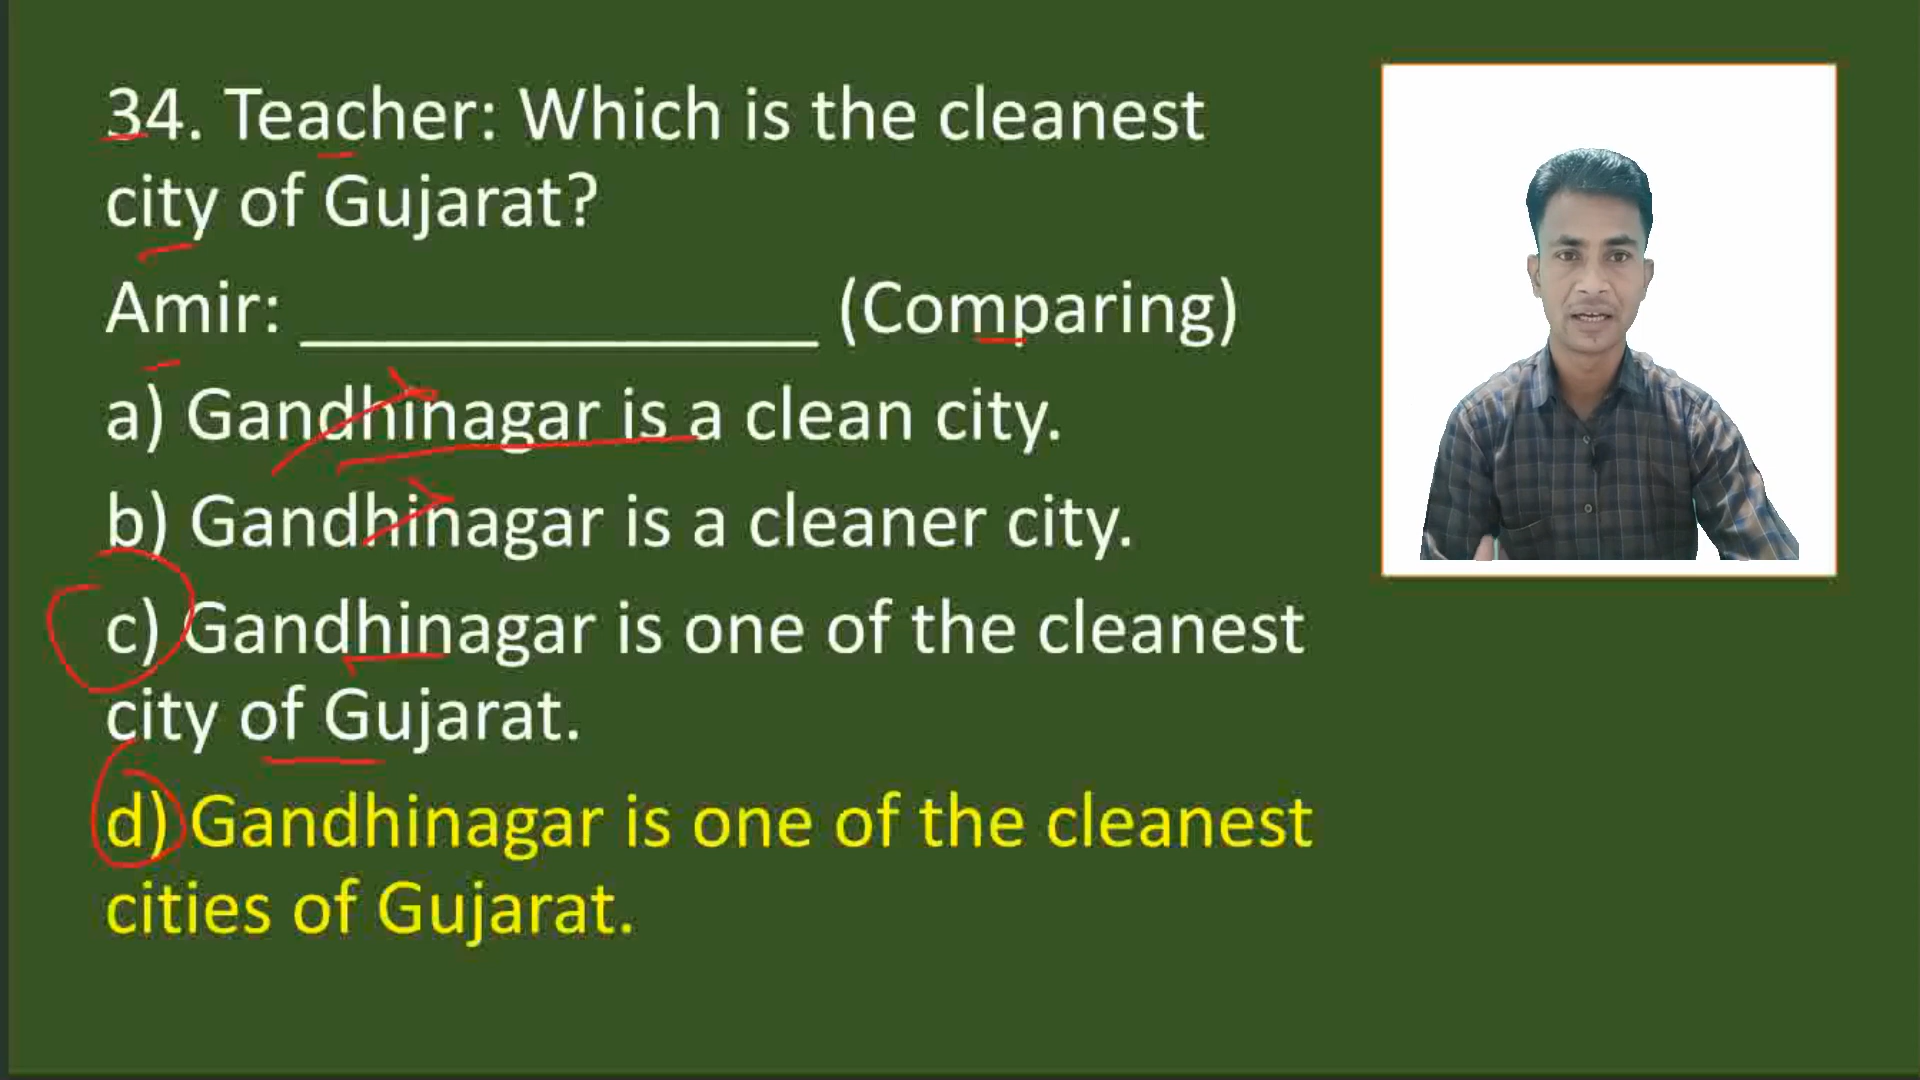 34. Teacher: Which is the cleanest
city of Gujarat?
Amir: _______________ (Comparing)
a) Gandhinagar is a clean city.
b) Gandhinagar is a cleaner city.
c) Gandhinagar is one of the cleanest
city of Gujarat.
d) Gandhinagar is one of the cleanest
cities of Gujarat.